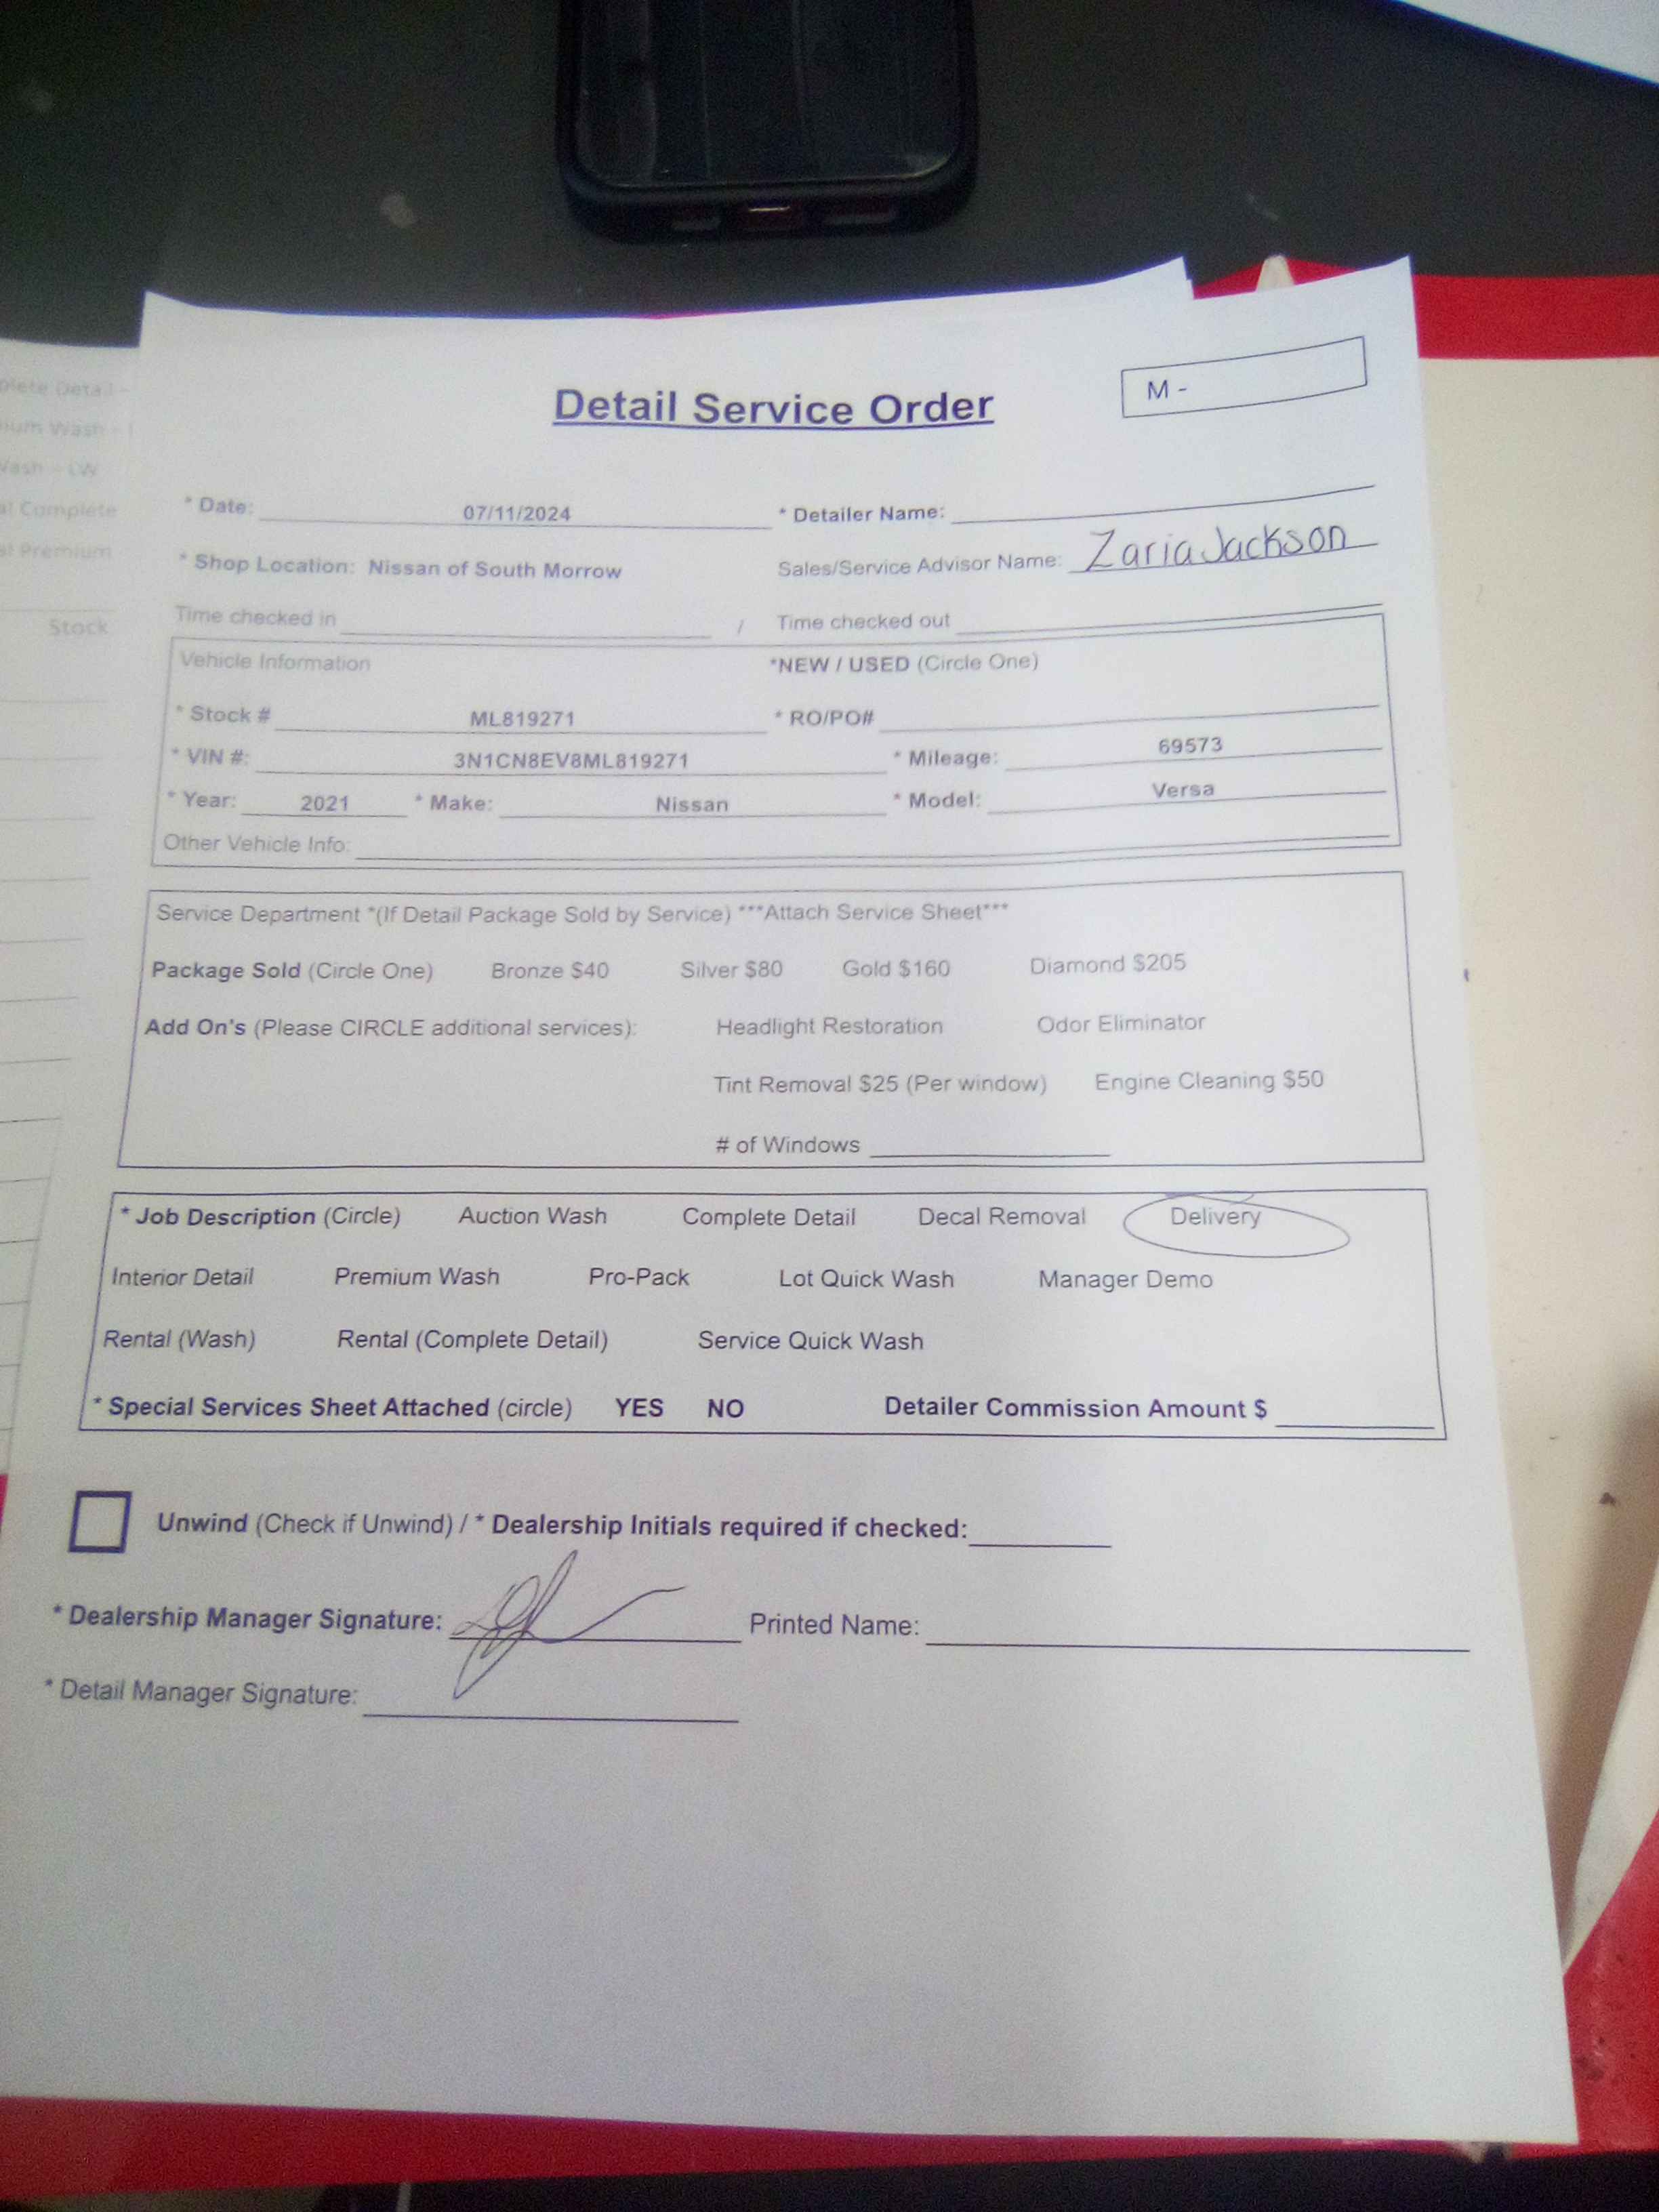 Detail Service Order
M -
* Date: 07/11/2024 * Detailer Name:
* Shop Location: Nissan of South Morrow Sales/Service Advisor Name: Zaria Jackson
Time checked in / Time checked out
Vehicle Information *NEW / USED (Circle One)
* Stock # ML819271 * RO/PO#
* VIN #: 3N1CN8EV8ML819271 * Mileage: 69573
* Year: 2021 * Make: Nissan * Model: Versa
Other Vehicle Info:
Service Department *(If Detail Package Sold by Service) ***Attach Service Sheet***
Package Sold (Circle One) Bronze $40 Silver $80 Gold $160 Diamond $205
Add On's (Please CIRCLE additional services): Headlight Restoration Odor Eliminator
Tint Removal $25 (Per window) Engine Cleaning $50
# of Windows
* Job Description (Circle) Auction Wash Complete Detail Decal Removal Delivery
Interior Detail Premium Wash Pro-Pack Lot Quick Wash Manager Demo
Rental (Wash) Rental (Complete Detail) Service Quick Wash
* Special Services Sheet Attached (circle) YES NO Detailer Commission Amount $
Unwind (Check if Unwind) / * Dealership Initials required if checked:
* Dealership Manager Signature: Printed Name:
* Detail Manager Signature:
Detail -
Wash -
Wash - LW
Complete
Premium
Stock